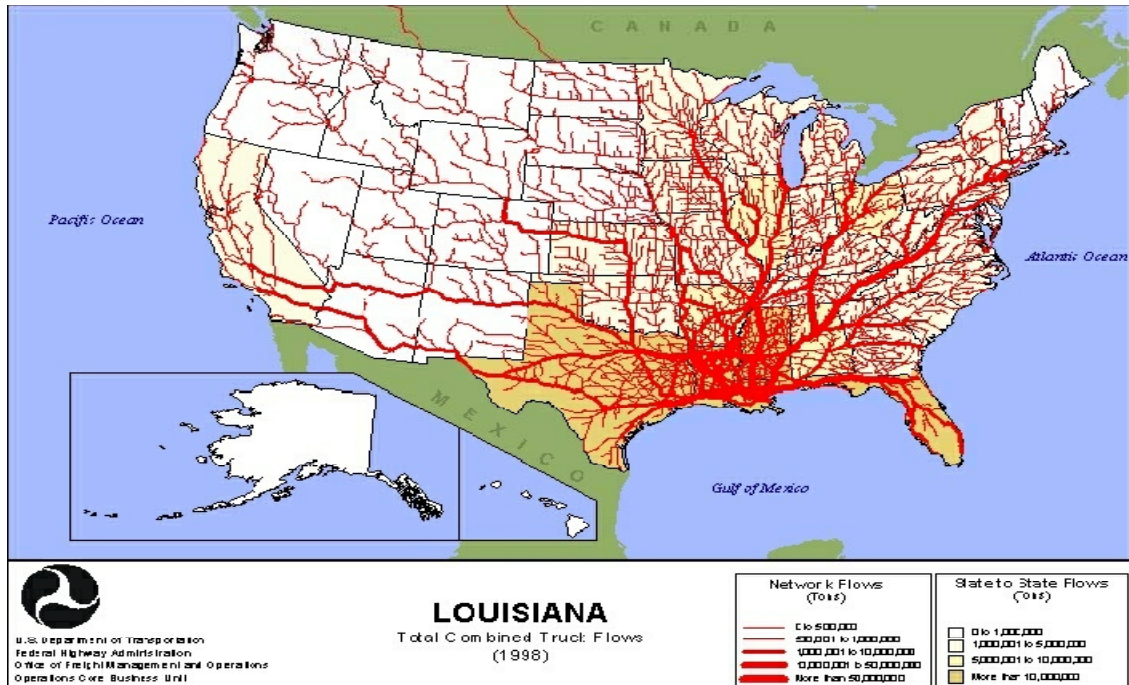 CANADA
Pacific Ocean
Atlantic Ocean
MEXICO
Gulf of Mexico
LOUISIANA
Total Combined Truck Flows
(1998)
U.S. Department of Transportation
Federal Highway Administration
Office of Freight Management and Operations
Operations Core Business Unit
Network Flows
(Tons)
0 to 500,000
500,001 to 1,000,000
1,000,001 to 10,000,000
10,000,001 to 50,000,000
More than 50,000,000
State to State Flows
(Tons)
0 to 1,000,000
1,000,001 to 5,000,000
5,000,001 to 10,000,000
More than 10,000,000